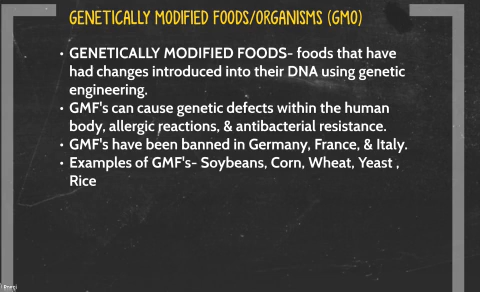 GENETICALLY MODIFIED FOODS/ORGANISMS (GMO)
• GENETICALLY MODIFIED FOODS- foods that have
had changes introduced into their DNA using genetic
engineering.
• GMF's can cause genetic defects within the human
body, allergic reactions, & antibacterial resistance.
• GMF's have been banned in Germany, France, & Italy.
• Examples of GMF's- Soybeans, Corn, Wheat, Yeast ,
Rice
Prezi